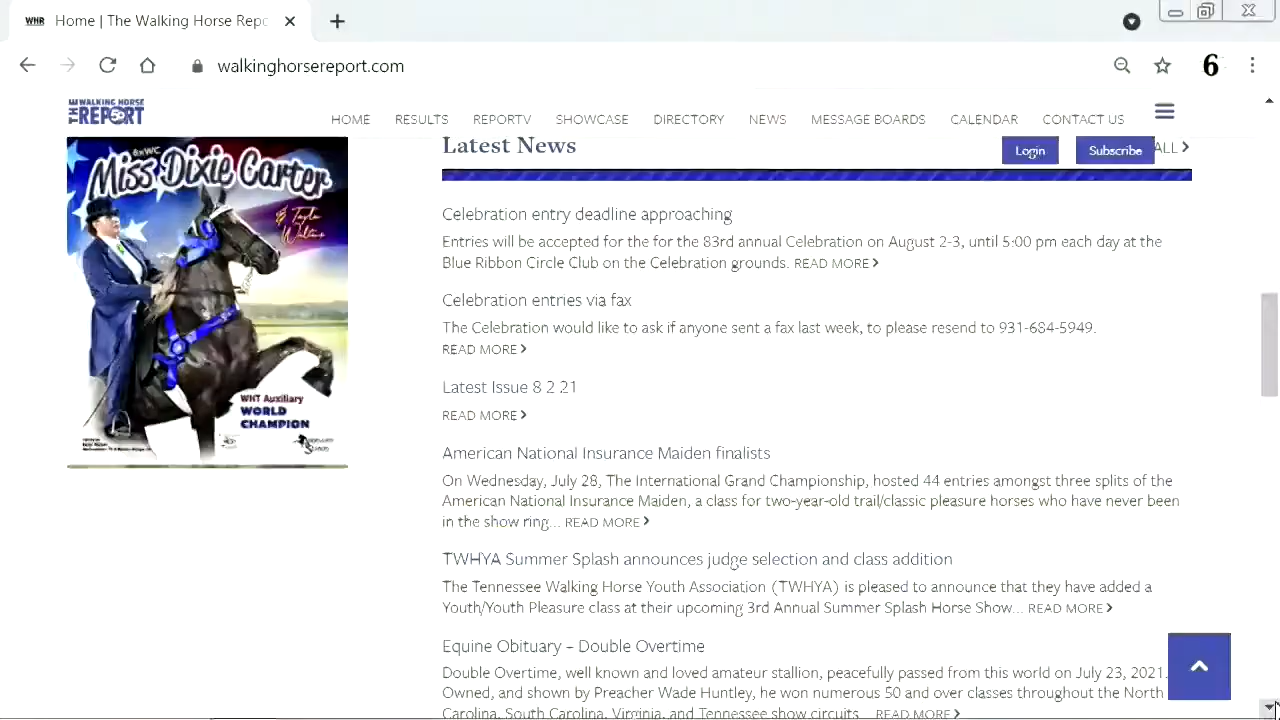 WHR Home | The Walking Horse Repo
walkinghorsereport.com
6
THE WALKING HORSE
REPORT
HOME RESULTS REPORTV SHOWCASE DIRECTORY NEWS MESSAGE BOARDS CALENDAR CONTACT US
Latest News
Login Subscribe ALL
Celebration entry deadline approaching
Entries will be accepted for the for the 83rd annual Celebration on August 2-3, until 5:00 pm each day at the
Blue Ribbon Circle Club on the Celebration grounds. READ MORE
Celebration entries via fax
The Celebration would like to ask if anyone sent a fax last week, to please resend to 931-684-5949.
READ MORE
Latest Issue 8 2 21
READ MORE
American National Insurance Maiden finalists
On Wednesday, July 28, The International Grand Championship, hosted 44 entries amongst three splits of the
American National Insurance Maiden, a class for two-year-old trail/classic pleasure horses who have never been
in the show ring... READ MORE
TWHYA Summer Splash announces judge selection and class addition
The Tennessee Walking Horse Youth Association (TWHYA) is pleased to announce that they have added a
Youth/Youth Pleasure class at their upcoming 3rd Annual Summer Splash Horse Show... READ MORE
Equine Obituary – Double Overtime
Double Overtime, well known and loved amateur stallion, peacefully passed from this world on July 23, 2021.
Owned, and shown by Preacher Wade Huntley, he won numerous 50 and over classes throughout the North
Carolina, South Carolina, Virginia, and Tennessee show circuits... READ MORE
Miss Dixie Carter
& Tayla
Walters
WHT Auxiliary
WORLD
CHAMPION